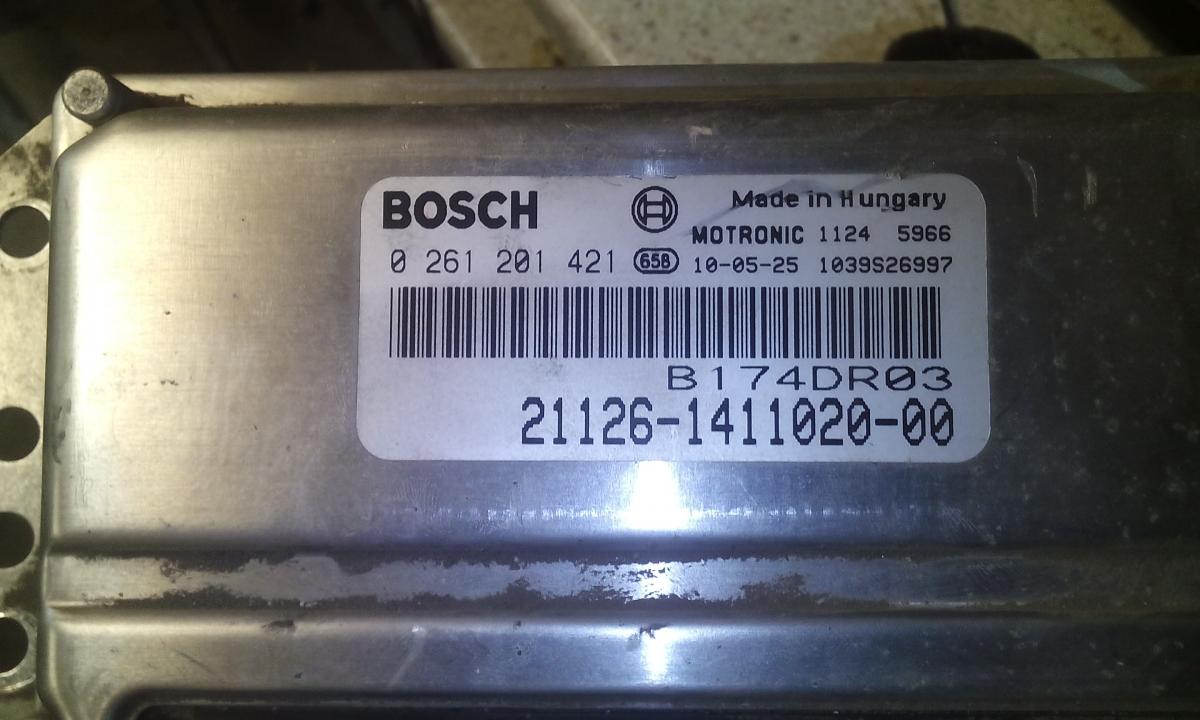 BOSCH Made in Hungary
MOTRONIC 1124 5966
0 261 201 421 658 10-05-25 1039S26997
B174DR03
21126-1411020-00